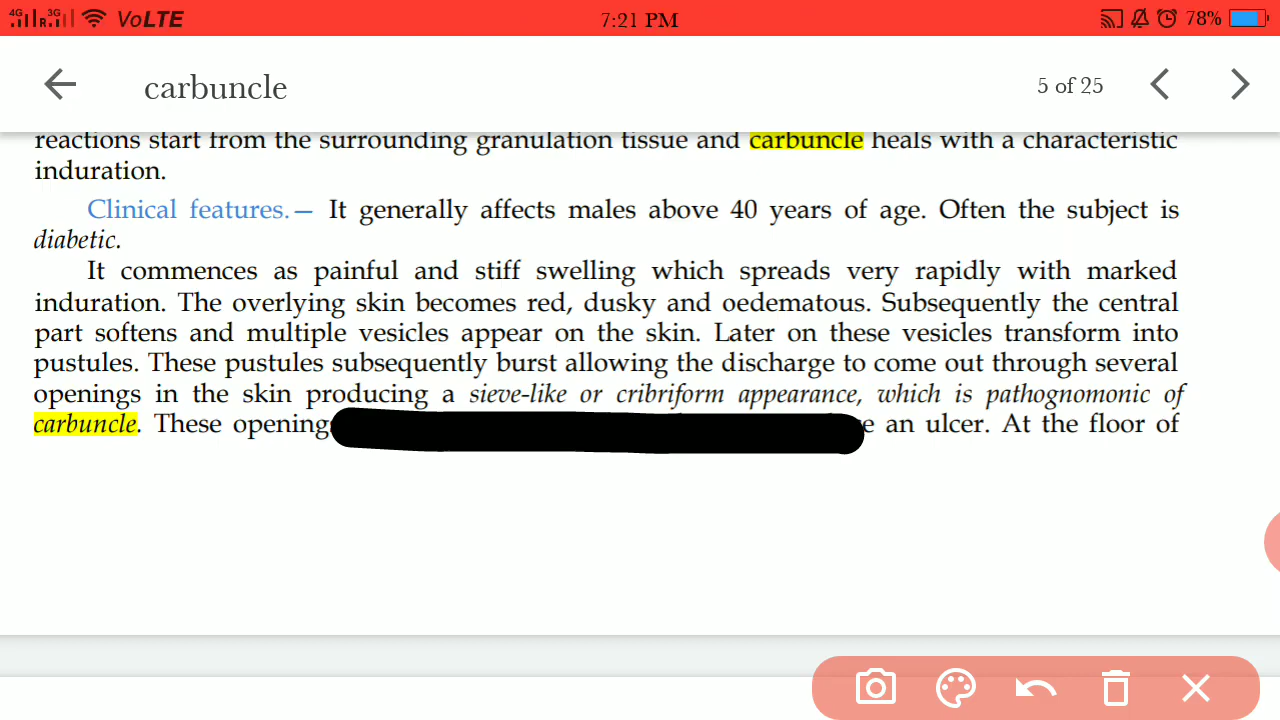 4G 3G R VoLTE 7:21 PM 78%
carbuncle 5 of 25
reactions start from the surrounding granulation tissue and carbuncle heals with a characteristic
induration.
Clinical features.— It generally affects males above 40 years of age. Often the subject is
diabetic.
It commences as painful and stiff swelling which spreads very rapidly with marked
induration. The overlying skin becomes red, dusky and oedematous. Subsequently the central
part softens and multiple vesicles appear on the skin. Later on these vesicles transform into
pustules. These pustules subsequently burst allowing the discharge to come out through several
openings in the skin producing a sieve-like or cribriform appearance, which is pathognomonic of
carbuncle. These an ulcer. At the floor of